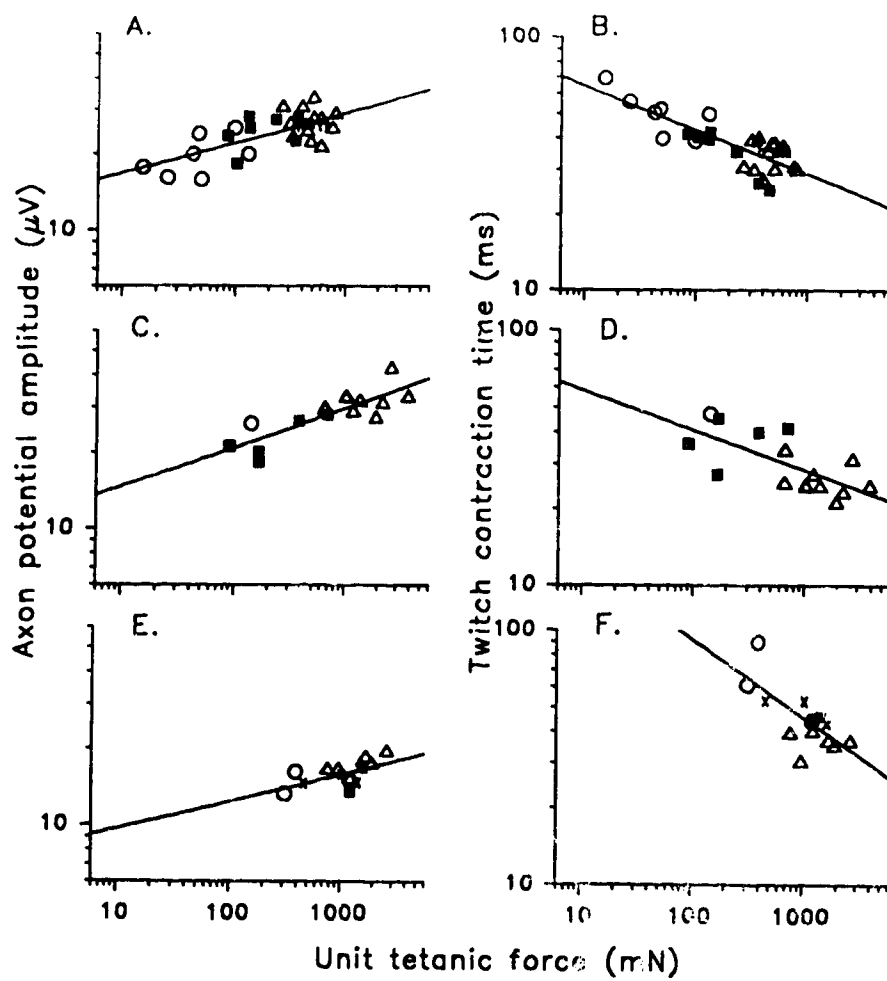 A.
B.
100
10
10
C.
D.
100
10
10
E.
F.
100
10
10
10 100 1000
10 100 1000
Axon potential amplitude (μV)
Twitch contraction time (ms)
Unit tetanic force (mN)